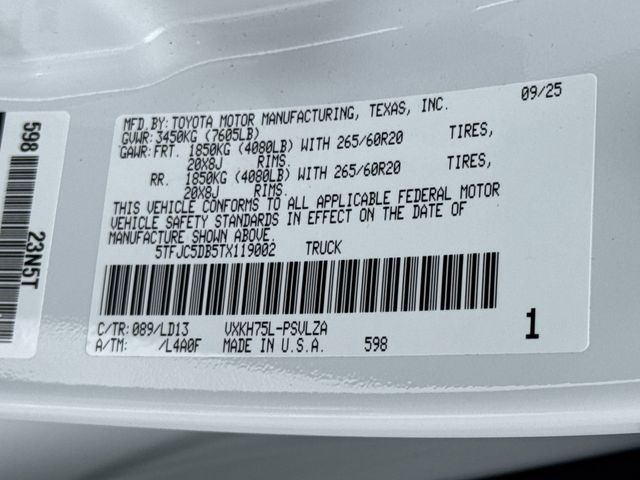 MFD.BY:TOYOTA MOTOR MANUFACTURING, TEXAS, INC. 09/25
GVWR:3450KG (7605LB)
GAWR:FRT. 1850KG (4080LB) WITH 265/60R20 TIRES,
20X8J RIMS.
RR. 1850KG (4080LB) WITH 265/60R20 TIRES,
20X8J RIMS.
THIS VEHICLE CONFORMS TO ALL APPLICABLE FEDERAL MOTOR
VEHICLE SAFETY STANDARDS IN EFFECT ON THE DATE OF
MANUFACTURE SHOWN ABOVE.
5TFJC5DB5TX119002 TRUCK
C/TR:089/LD13 VXKH75L-PSVLZA
A/TM: /L4A0F MADE IN U.S.A. 598
1
598
23N5T